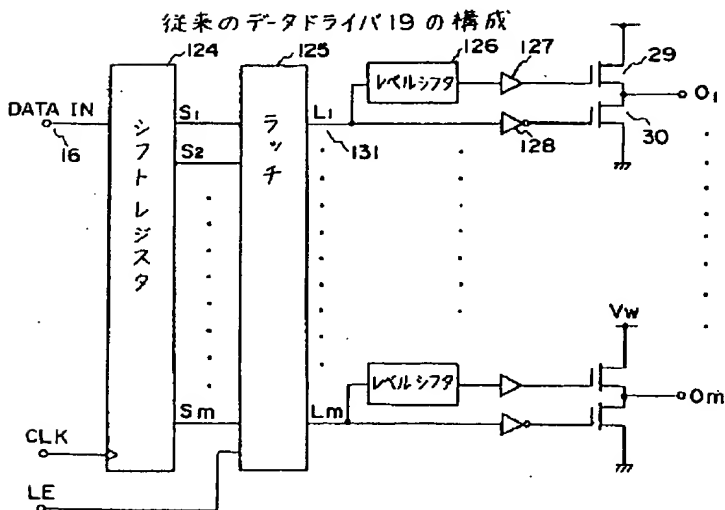 従来のデータドライバ19の構成
124
125
126
127
29
レベルシフタ
DATA IN
16
シフトレジスタ
S1
ラッチ
L1
131
128
O1
30
S2
Vw
レベルシフタ
Sm
Lm
Om
CLK
LE